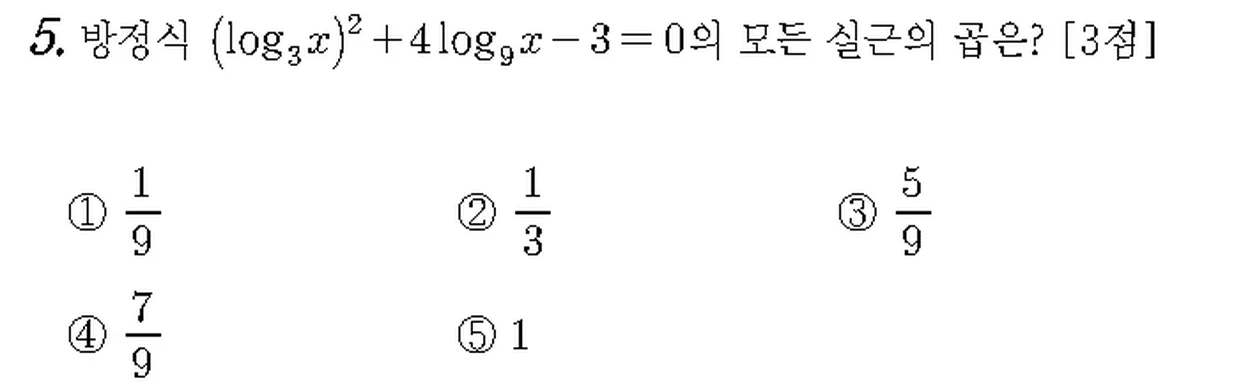 5. 방정식 (log₃x)² + 4log₉x − 3 = 0의 모든 실근의 곱은? [3점]
① 1/9 ② 1/3 ③ 5/9
④ 7/9 ⑤ 1